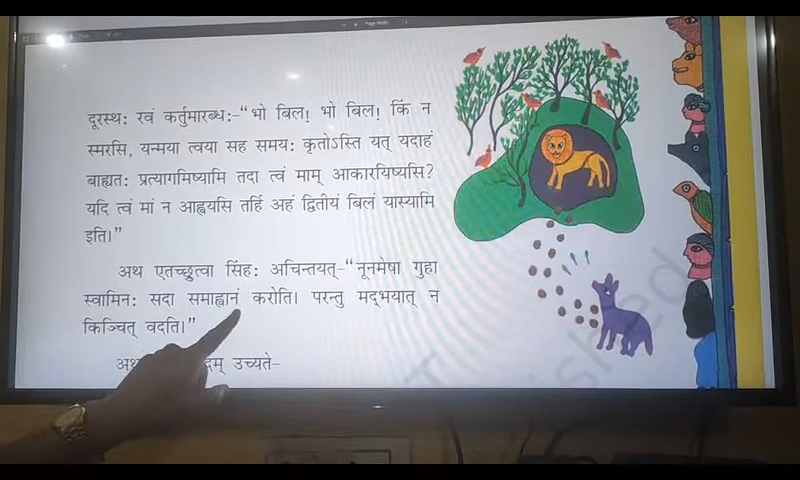 दूरस्थः रवं कर्तुमारब्धः-“भो बिल! भो बिल! किं न
स्मरसि, यन्मया त्वया सह समयः कृतोऽस्ति यत् यदाहं
बाह्यतः प्रत्यागमिष्यामि तदा त्वं माम् आकारयिष्यसि?
यदि त्वं मां न आह्वयसि तर्हि अहं द्वितीयं बिलं यास्यामि
इति।”
अथ एतच्छ्रुत्वा सिंहः अचिन्तयत्-“नूनमेषा गुहा
स्वामिनः सदा समाह्वानं करोति। परन्तु मद्भयात् न
किञ्चित् वदति।”
उच्यते-